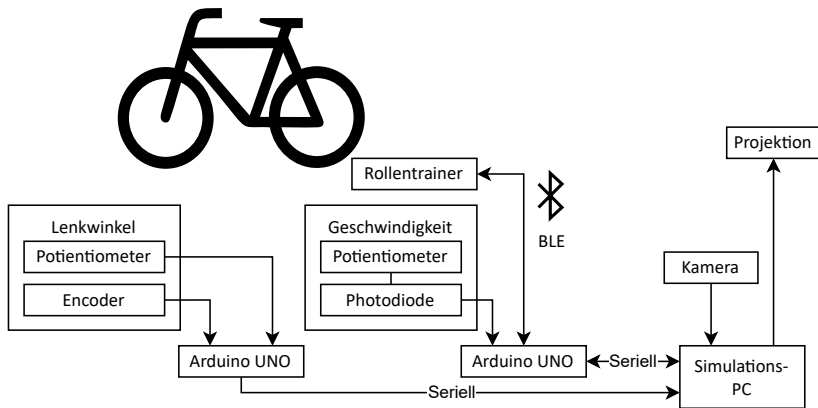 Projektion
Rollentrainer
BLE
Lenkwinkel
Potientiometer
Encoder
Geschwindigkeit
Potientiometer
Photodiode
Kamera
Arduino UNO
Arduino UNO
Seriell
Simulations-
PC
Seriell